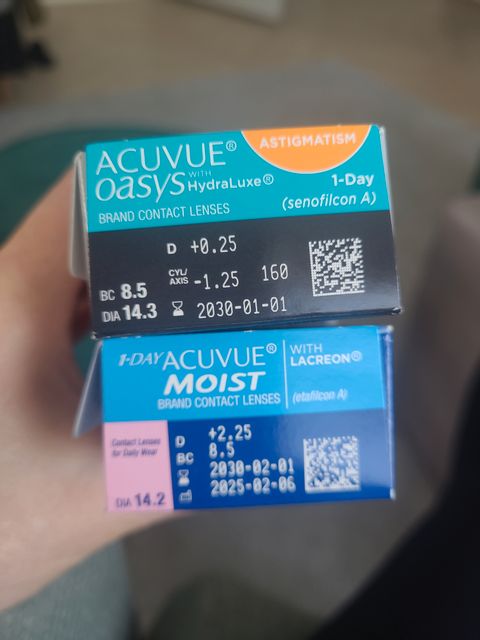 ACUVUE® ASTIGMATISM
oasys WITH HydraLuxe® 1-Day
BRAND CONTACT LENSES (senofilcon A)
D +0.25
CYL/AXIS -1.25 160
BC 8.5
DIA 14.3 2030-01-01
1-DAY ACUVUE® WITH
MOIST LACREON®
BRAND CONTACT LENSES (etafilcon A)
Contact Lenses
for Daily Wear
D +2.25
BC 8.5
2030-02-01
2025-02-06
DIA 14.2